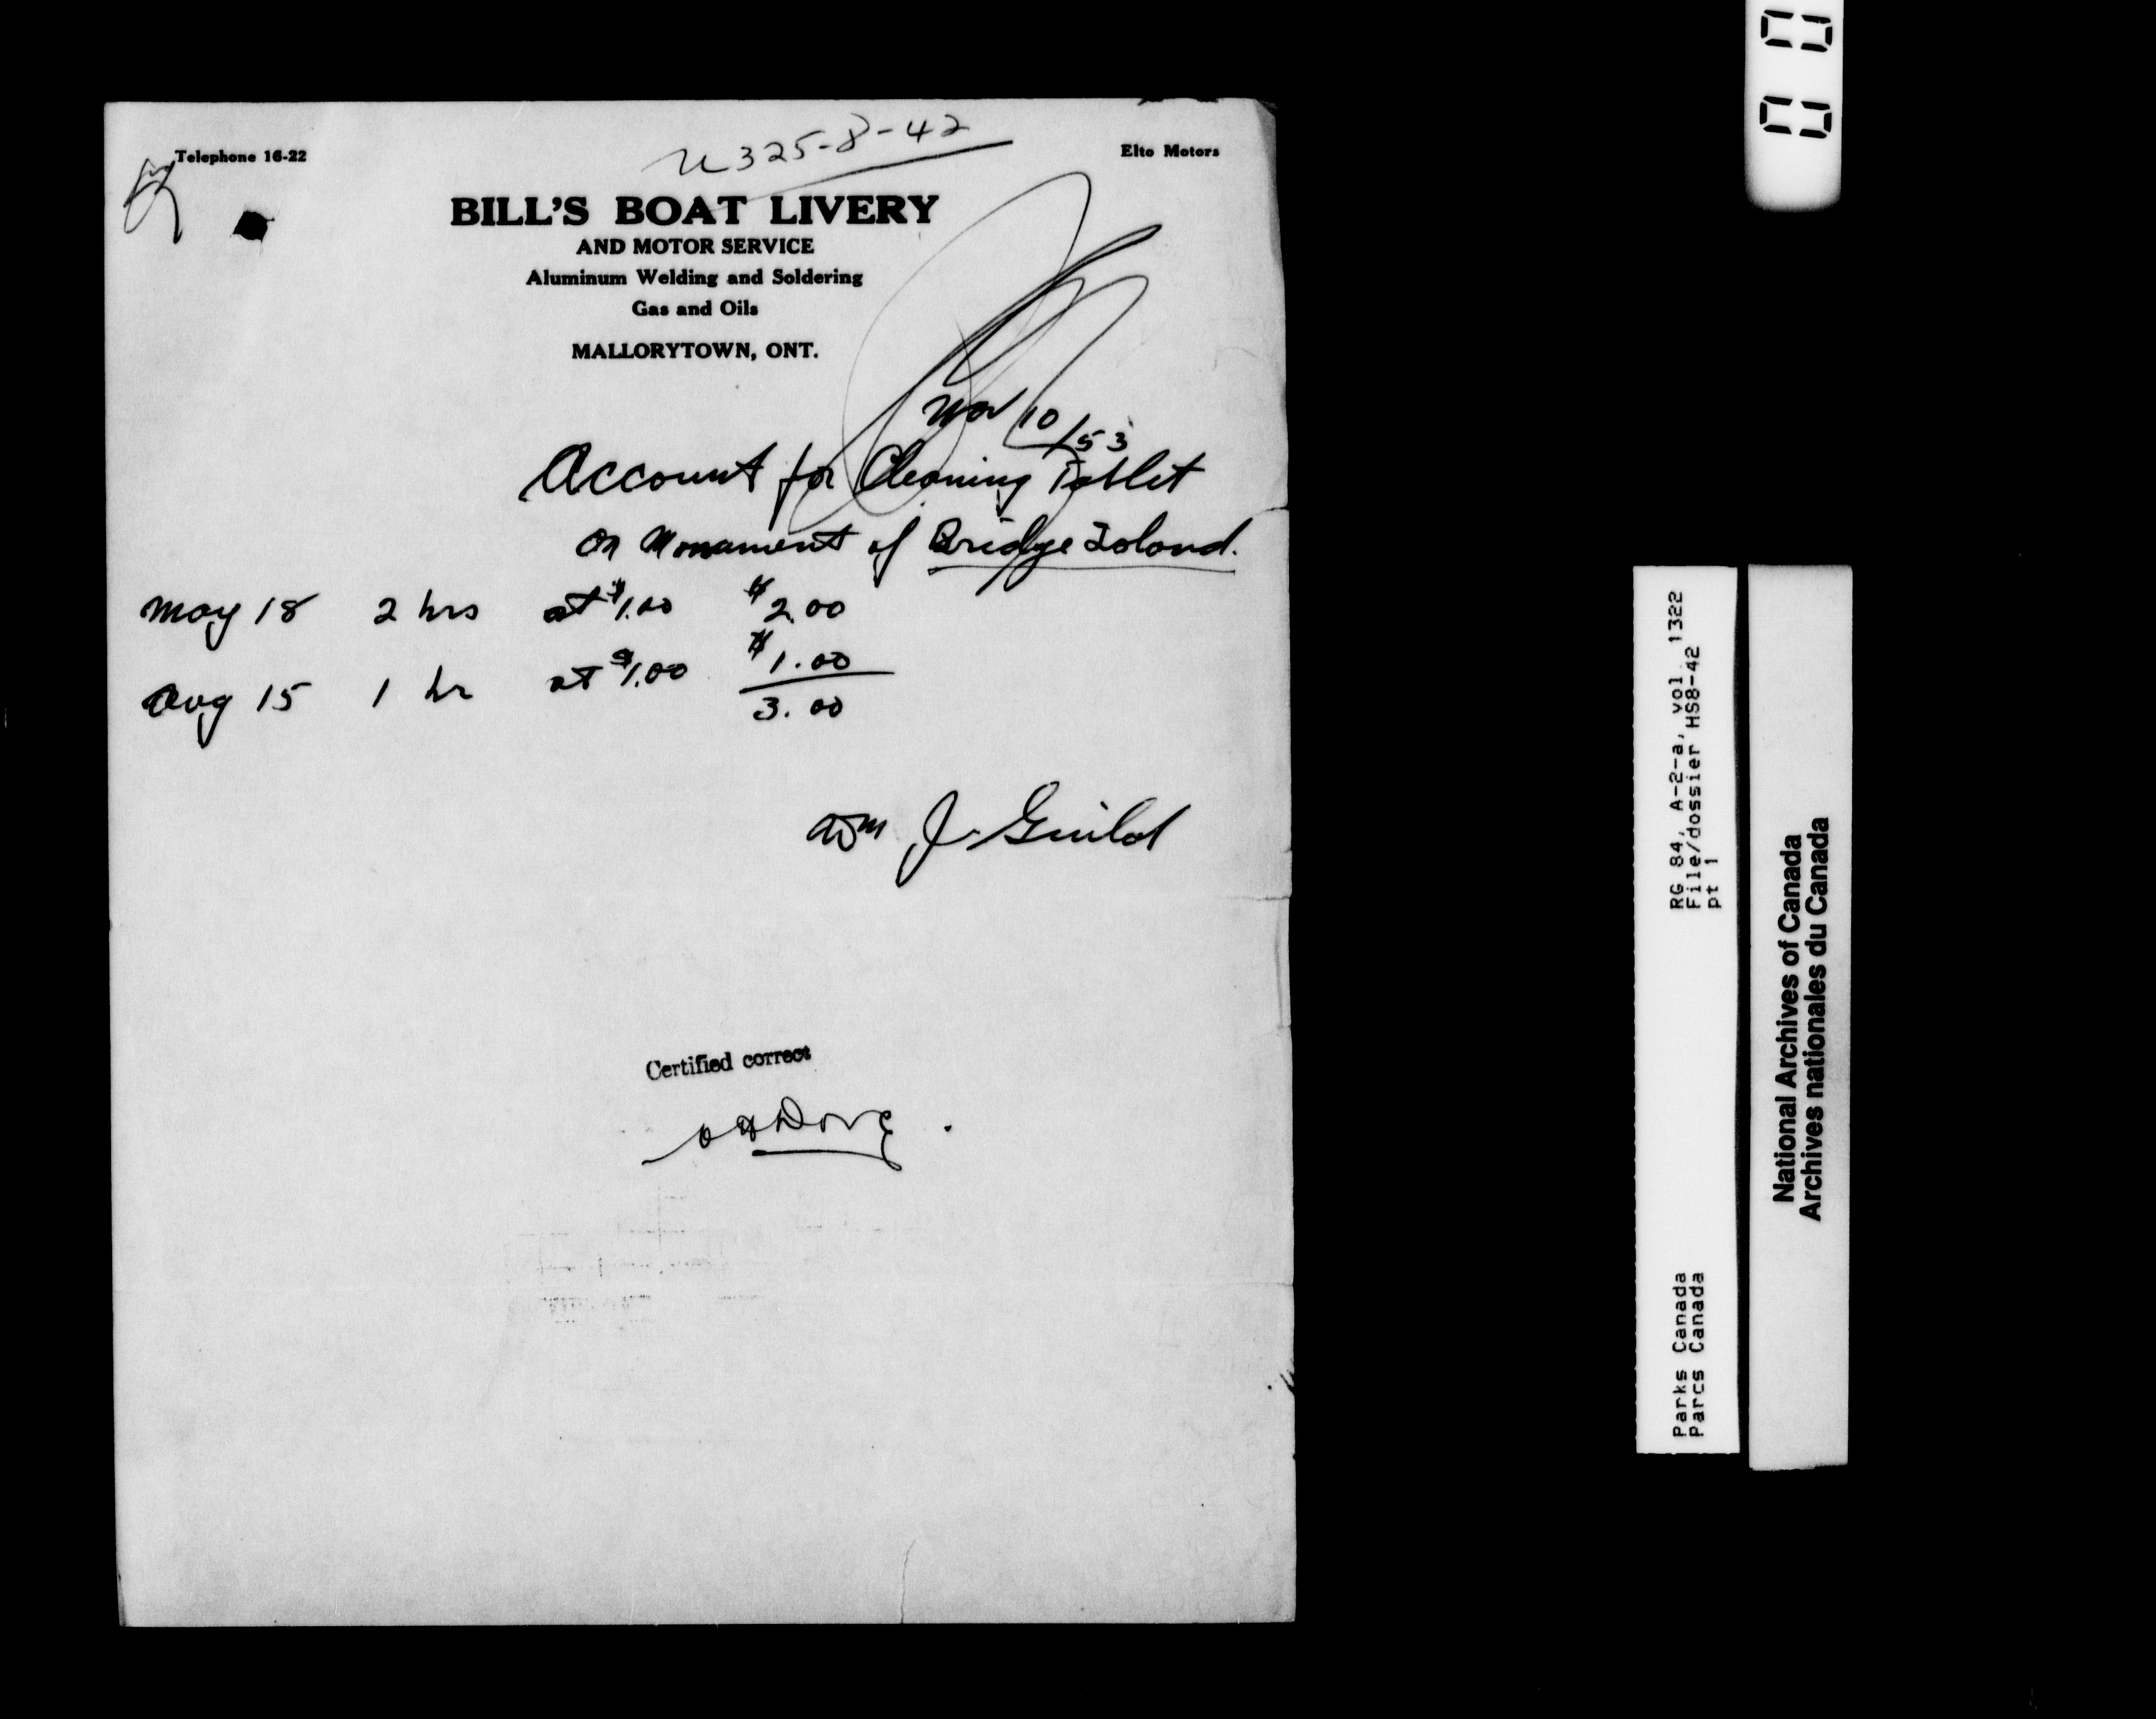 U325-8-42
Telephone 16-22
Elto Motors
BILL'S BOAT LIVERY
AND MOTOR SERVICE
Aluminum Welding and Soldering
Gas and Oils
MALLORYTOWN, ONT.
Nov 10/53
Account for Cleaning Tablet
on Monament of Bridge Island.
May 18 2 hrs at $1.00 $2.00
Aug 15 1 hr at $1.00 $1.00
3.00
Wm J. Guild
Certified correct
RG 84, A-2-a, vol. 1322
File/dossier HS8-42
pt 1
Parks Canada
Parcs Canada
National Archives of Canada
Archives nationales du Canada